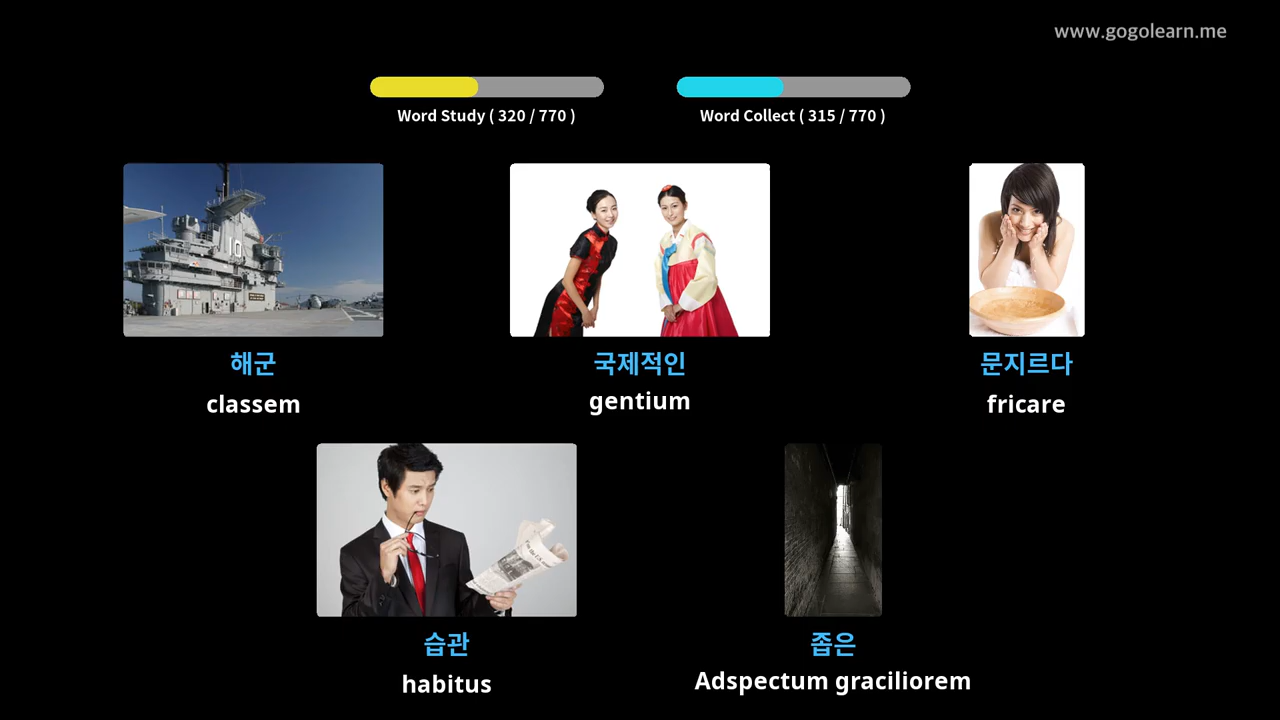 www.gogolearn.me
Word Study ( 320 / 770 )
Word Collect ( 315 / 770 )
해군
classem
국제적인
gentium
문지르다
fricare
습관
habitus
좁은
Adspectum graciliorem